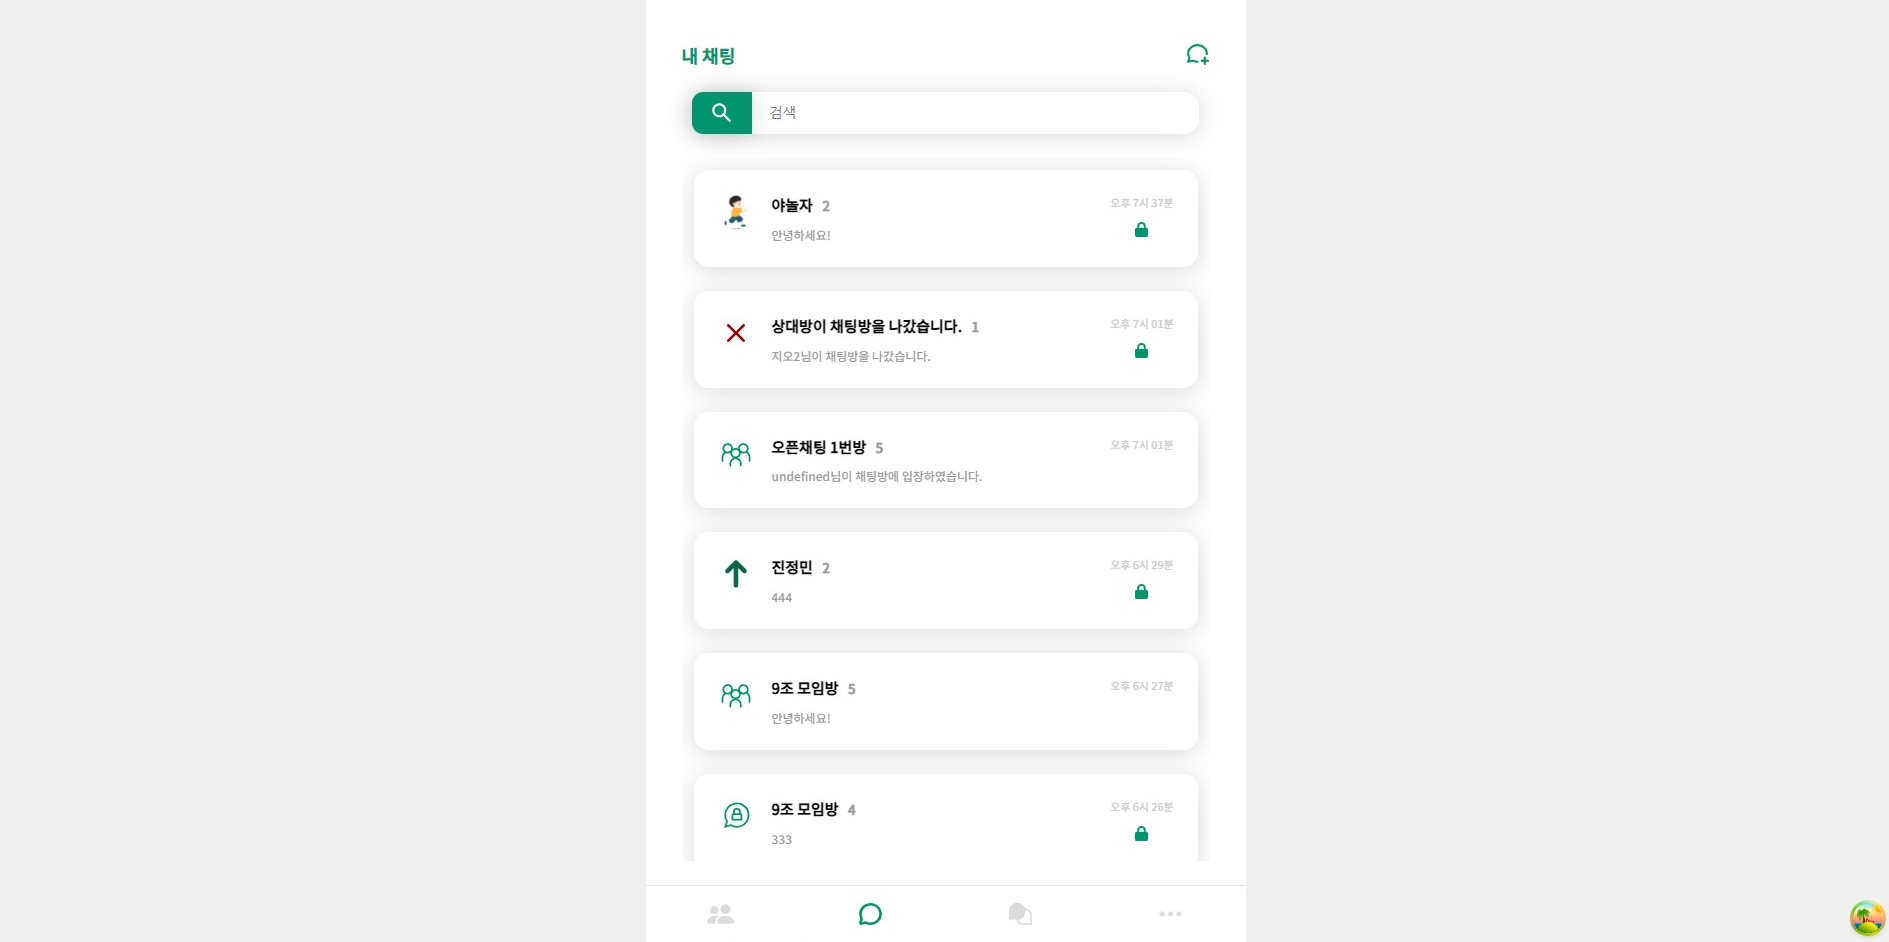 내 채팅
검색
야놀자 2
오후 7시 37분
안녕하세요!
상대방이 채팅방을 나갔습니다. 1
오후 7시 01분
지오2님이 채팅방을 나갔습니다.
오픈채팅 1번방 5
오후 7시 01분
undefined님이 채팅방에 입장하였습니다.
진정민 2
오후 6시 29분
444
9조 모임방 5
오후 6시 27분
안녕하세요!
9조 모임방 4
오후 6시 26분
333